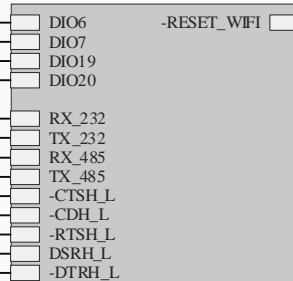 DIO6 -RESET_WIFI
DIO7
DIO19
DIO20
RX_232
TX_232
RX_485
TX_485
-CTSH_L
-CDH_L
-RTSH_L
DSRH_L
-DTRH_L